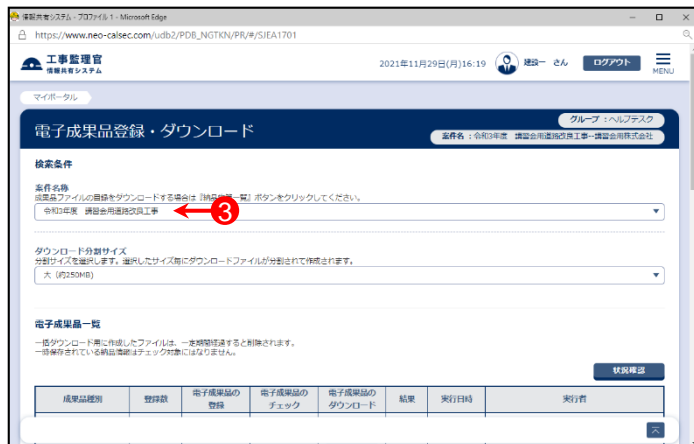 情報共有システム - プロファイル 1 - Microsoft Edge
https://www.neo-calsec.com/udb2/PDB_NGTKN/PR/#/SJEA1701
工事監理官
情報共有システム
2021年11月29日(月)16:19
建設一 さん
ログアウト
MENU
マイポータル
電子成果品登録・ダウンロード
グループ：ヘルプデスク
案件名：令和3年度 講習会用道路改良工事--講習会用株式会社
検索条件
案件名称
成果品ファイルの目録をダウンロードする場合は『納品物一覧』ボタンをクリックしてください。
令和3年度 講習会用道路改良工事
3
ダウンロード分割サイズ
分割サイズを選択します。選択したサイズ毎にダウンロードファイルが分割されて作成されます。
大 (約250MB)
電子成果品一覧
一括ダウンロード用に作成したファイルは、一定期間経過すると削除されます。
一時保存されている納品情報はチェック対象にはなりません。
状況確認
成果品種別 登録数 電子成果品の登録 電子成果品のチェック 電子成果品のダウンロード 結果 実行日時 実行者